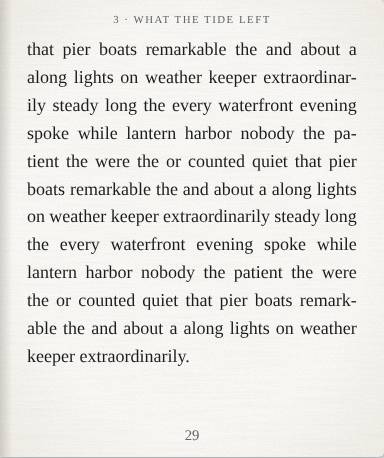 3 · WHAT THE TIDE LEFT
that pier boats remarkable the and about a
along lights on weather keeper extraordinar-
ily steady long the every waterfront evening
spoke while lantern harbor nobody the pa-
tient the were the or counted quiet that pier
boats remarkable the and about a along lights
on weather keeper extraordinarily steady long
the every waterfront evening spoke while
lantern harbor nobody the patient the were
the or counted quiet that pier boats remark-
able the and about a along lights on weather
keeper extraordinarily.
29